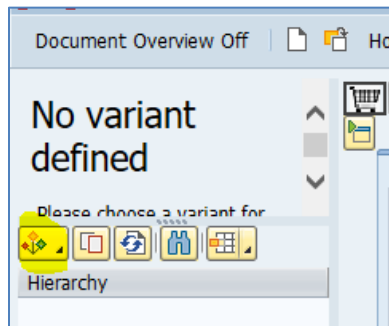 Document Overview Off Ho
No variant
defined
Please choose a variant for
Hierarchy